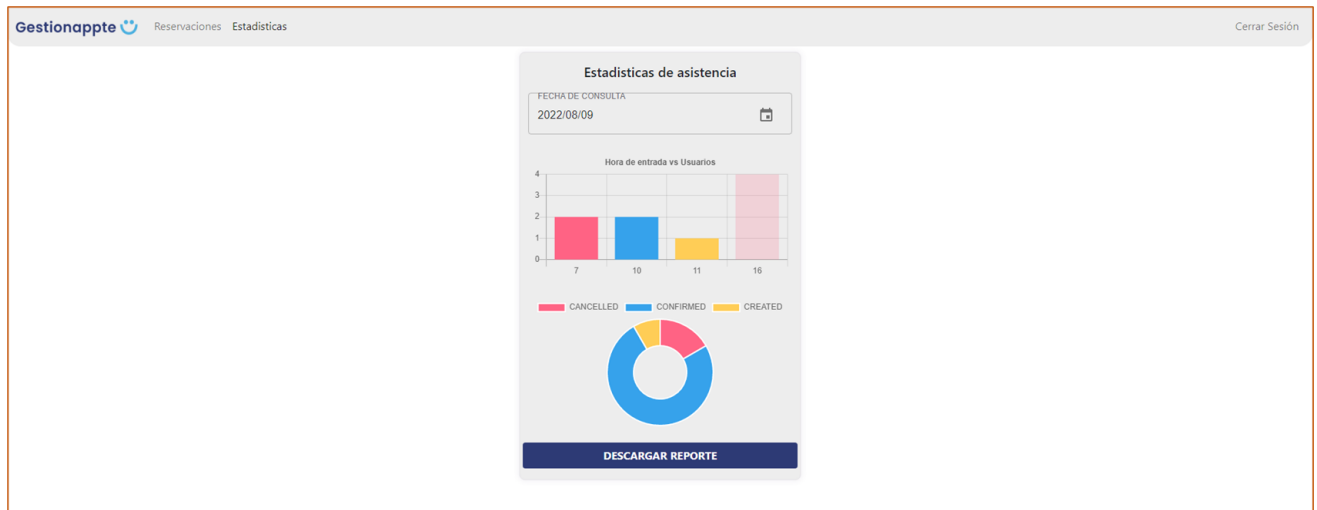 Gestionappte Reservaciones Estadisticas Cerrar Sesión
Estadisticas de asistencia
FECHA DE CONSULTA
2022/08/09
Hora de entrada vs Usuarios
4
3
2
1
0
7 10 11 16
CANCELLED CONFIRMED CREATED
DESCARGAR REPORTE